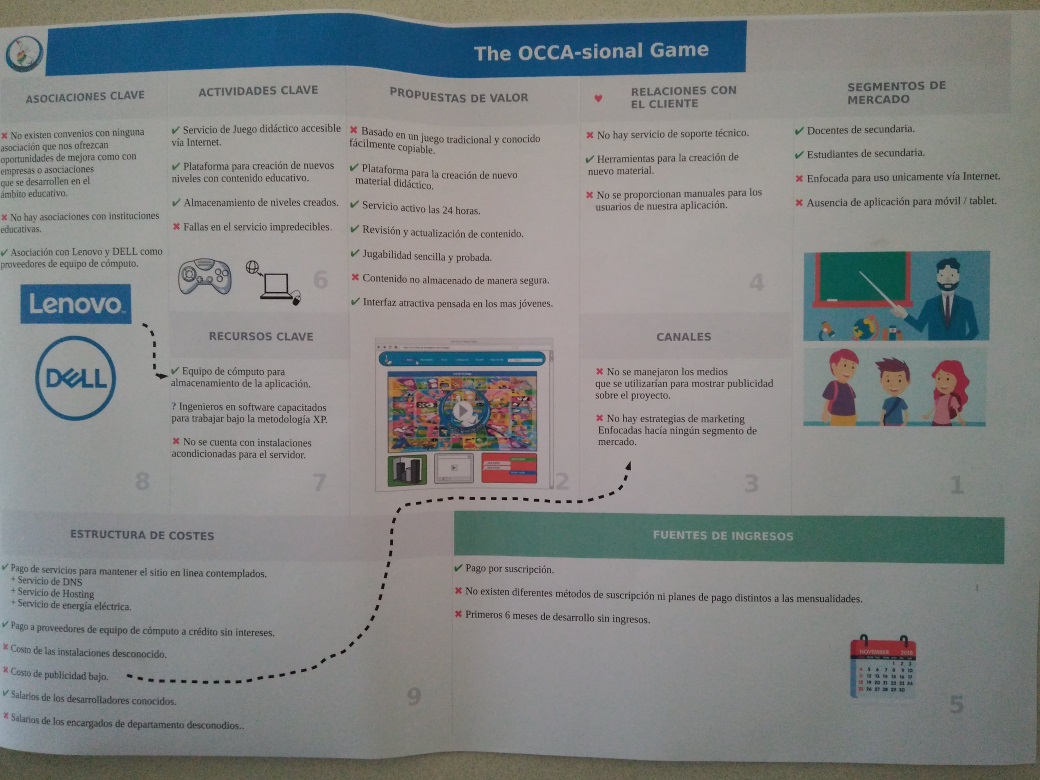 The OCCA-sional Game
ASOCIACIONES CLAVE
✖ No existen convenios con ninguna
asociación que nos ofrezcan
oportunidades de mejora como con
empresas o asociaciones
que se desarrollen en el
ámbito educativo.
✖ No hay asociaciones con instituciones
educativas.
✔ Asociación con Lenovo y DELL como
proveedores de equipo de cómputo.
Lenovo
DELL
8
ACTIVIDADES CLAVE
✔ Servicio de Juego didáctico accesible
vía Internet.
✔ Plataforma para creación de nuevos
niveles con contenido educativo.
✔ Almacenamiento de niveles creados.
✖ Fallas en el servicio impredecibles.
6
RECURSOS CLAVE
✔ Equipo de cómputo para
almacenamiento de la aplicación.
? Ingenieros en software capacitados
para trabajar bajo la metodología XP.
✖ No se cuenta con instalaciones
acondicionadas para el servidor.
7
PROPUESTAS DE VALOR
✖ Basado en un juego tradicional y conocido
fácilmente copiable.
✔ Plataforma para la creación de nuevo
material didáctico.
✔ Servicio activo las 24 horas.
✔ Revisión y actualización de contenido.
✔ Jugabilidad sencilla y probada.
✖ Contenido no almacenado de manera segura.
✔ Interfaz atractiva pensada en los mas jóvenes.
2
♥ RELACIONES CON
EL CLIENTE
✖ No hay servicio de soporte técnico.
✔ Herramientas para la creación de
nuevo material.
✖ No se proporcionan manuales para los
usuarios de nuestra aplicación.
4
CANALES
✖ No se manejaron los medios
que se utilizarían para mostrar publicidad
sobre el proyecto.
✖ No hay estrategias de marketing
Enfocadas hacía ningún segmento de
mercado.
3
SEGMENTOS DE
MERCADO
✔ Docentes de secundaria.
✔ Estudiantes de secundaria.
✖ Enfocada para uso unicamente vía Internet.
✖ Ausencia de aplicación para móvil / tablet.
1
ESTRUCTURA DE COSTES
✔ Pago de servicios para mantener el sitio en linea contemplados.
+ Servicio de DNS
+ Servicio de Hosting
+ Servicio de energía eléctrica.
✔ Pago a proveedores de equipo de cómputo a crédito sin intereses.
✖ Costo de las instalaciones desconocido.
✖ Costo de publicidad bajo.
✔ Salarios de los desarrolladores conocidos.
✖ Salarios de los encargados de departamento desconodios..
9
FUENTES DE INGRESOS
✔ Pago por suscripción.
✖ No existen diferentes métodos de suscripción ni planes de pago distintos a las mensualidades.
✖ Primeros 6 meses de desarrollo sin ingresos.
NOVEMBER
5